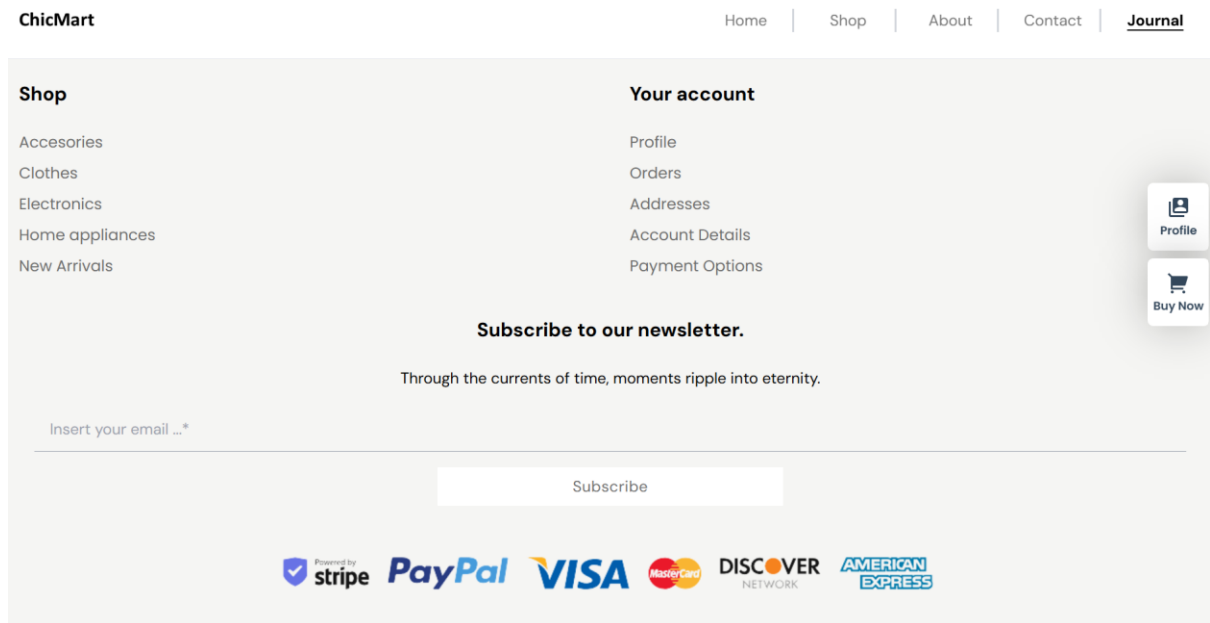 ChicMart
Home
Shop
About
Contact
Journal
Shop
Accesories
Clothes
Electronics
Home appliances
New Arrivals
Your account
Profile
Orders
Addresses
Account Details
Payment Options
Profile
Buy Now
Subscribe to our newsletter.
Through the currents of time, moments ripple into eternity.
Insert your email ...*
Subscribe
Powered by
stripe
PayPal
VISA
MasterCard
DISCOVER
NETWORK
AMERICAN
EXPRESS